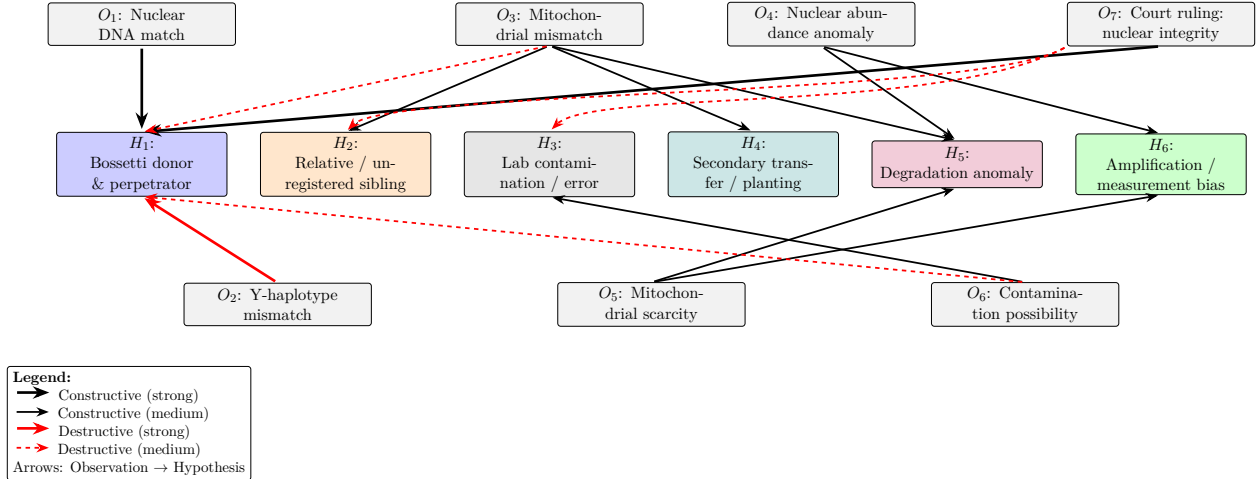 O₁: Nuclear
DNA match
O₃: Mitochon-
drial mismatch
O₄: Nuclear abun-
dance anomaly
O₇: Court ruling:
nuclear integrity
H₁:
Bossetti donor
& perpetrator
H₂:
Relative / un-
registered sibling
H₃:
Lab contami-
nation / error
H₄:
Secondary trans-
fer / planting
H₅:
Degradation anomaly
H₆:
Amplification /
measurement bias
O₂: Y-haplotype
mismatch
O₅: Mitochon-
drial scarcity
O₆: Contamina-
tion possibility
Legend:
Constructive (strong)
Constructive (medium)
Destructive (strong)
Destructive (medium)
Arrows: Observation → Hypothesis